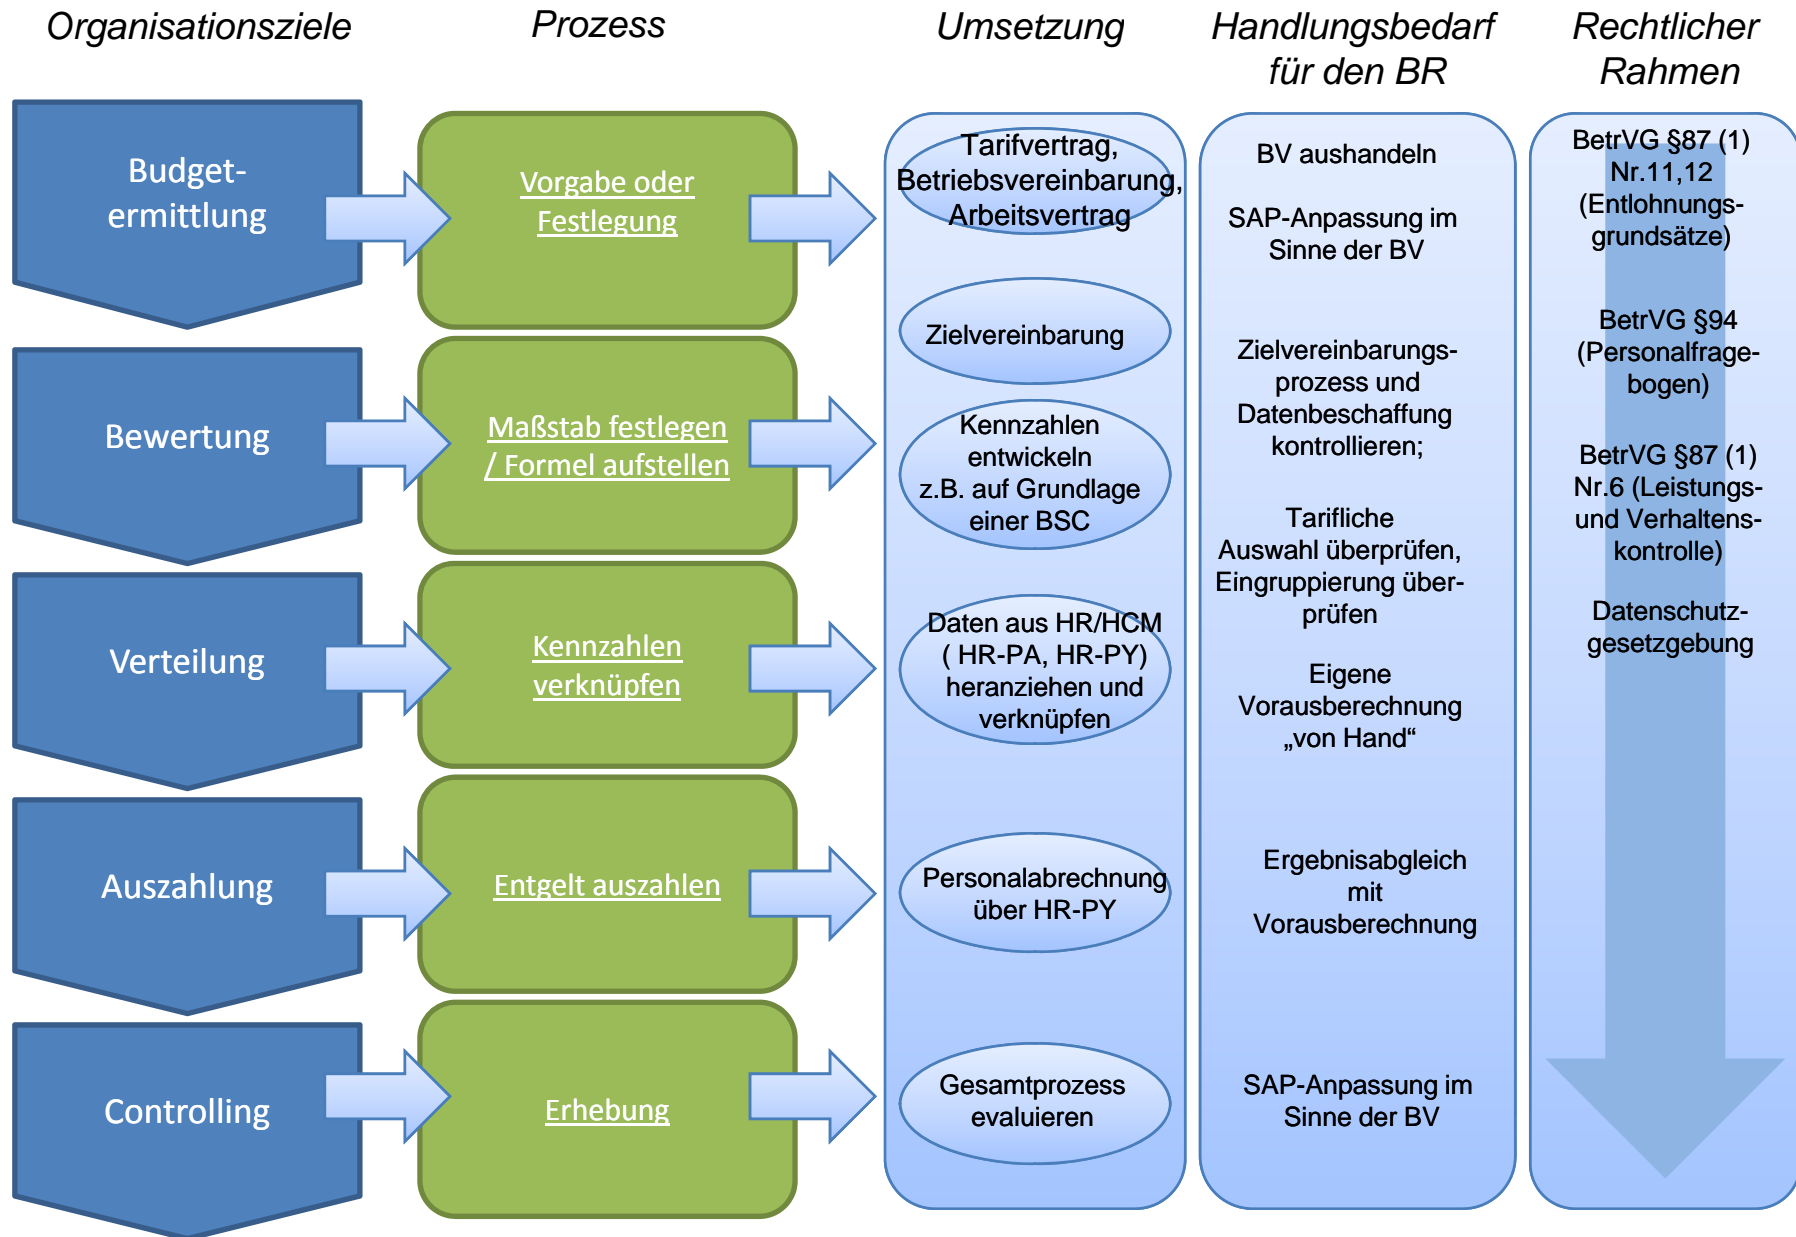 Organisationsziele
Prozess
Umsetzung
Handlungsbedarf
für den BR
Rechtlicher
Rahmen
Budget-
ermittlung
Vorgabe oder
Festlegung
Tarifvertrag,
Betriebsvereinbarung,
Arbeitsvertrag
Zielvereinbarung
BV aushandeln
SAP-Anpassung im
Sinne der BV
BetrVG §87 (1)
Nr.11,12
(Entlohnungs-
grundsätze)
Bewertung
Maßstab festlegen
/ Formel aufstellen
Kennzahlen
entwickeln
z.B. auf Grundlage
einer BSC
Zielvereinbarungs-
prozess und
Datenbeschaffung
kontrollieren;
BetrVG §94
(Personalfrage-
bogen)
BetrVG §87 (1)
Nr.6 (Leistungs-
und Verhaltens-
kontrolle)
Verteilung
Kennzahlen
verknüpfen
Daten aus HR/HCM
( HR-PA, HR-PY)
heranziehen und
verknüpfen
Tarifliche
Auswahl überprüfen,
Eingruppierung über-
prüfen
Eigene
Vorausberechnung
„von Hand“
Datenschutz-
gesetzgebung
Auszahlung
Entgelt auszahlen
Personalabrechnung
über HR-PY
Ergebnisabgleich
mit
Vorausberechnung
Controlling
Erhebung
Gesamtprozess
evaluieren
SAP-Anpassung im
Sinne der BV